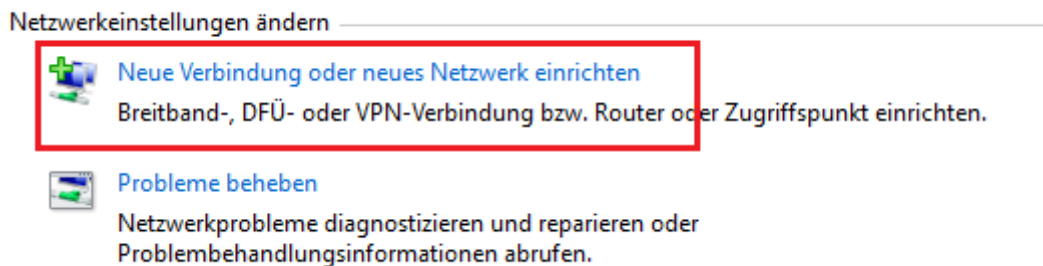 Netzwerkeinstellungen ändern
Neue Verbindung oder neues Netzwerk einrichten
Breitband-, DFÜ- oder VPN-Verbindung bzw. Router oder Zugriffspunkt einrichten.
Probleme beheben
Netzwerkprobleme diagnostizieren und reparieren oder
Problembehandlungsinformationen abrufen.